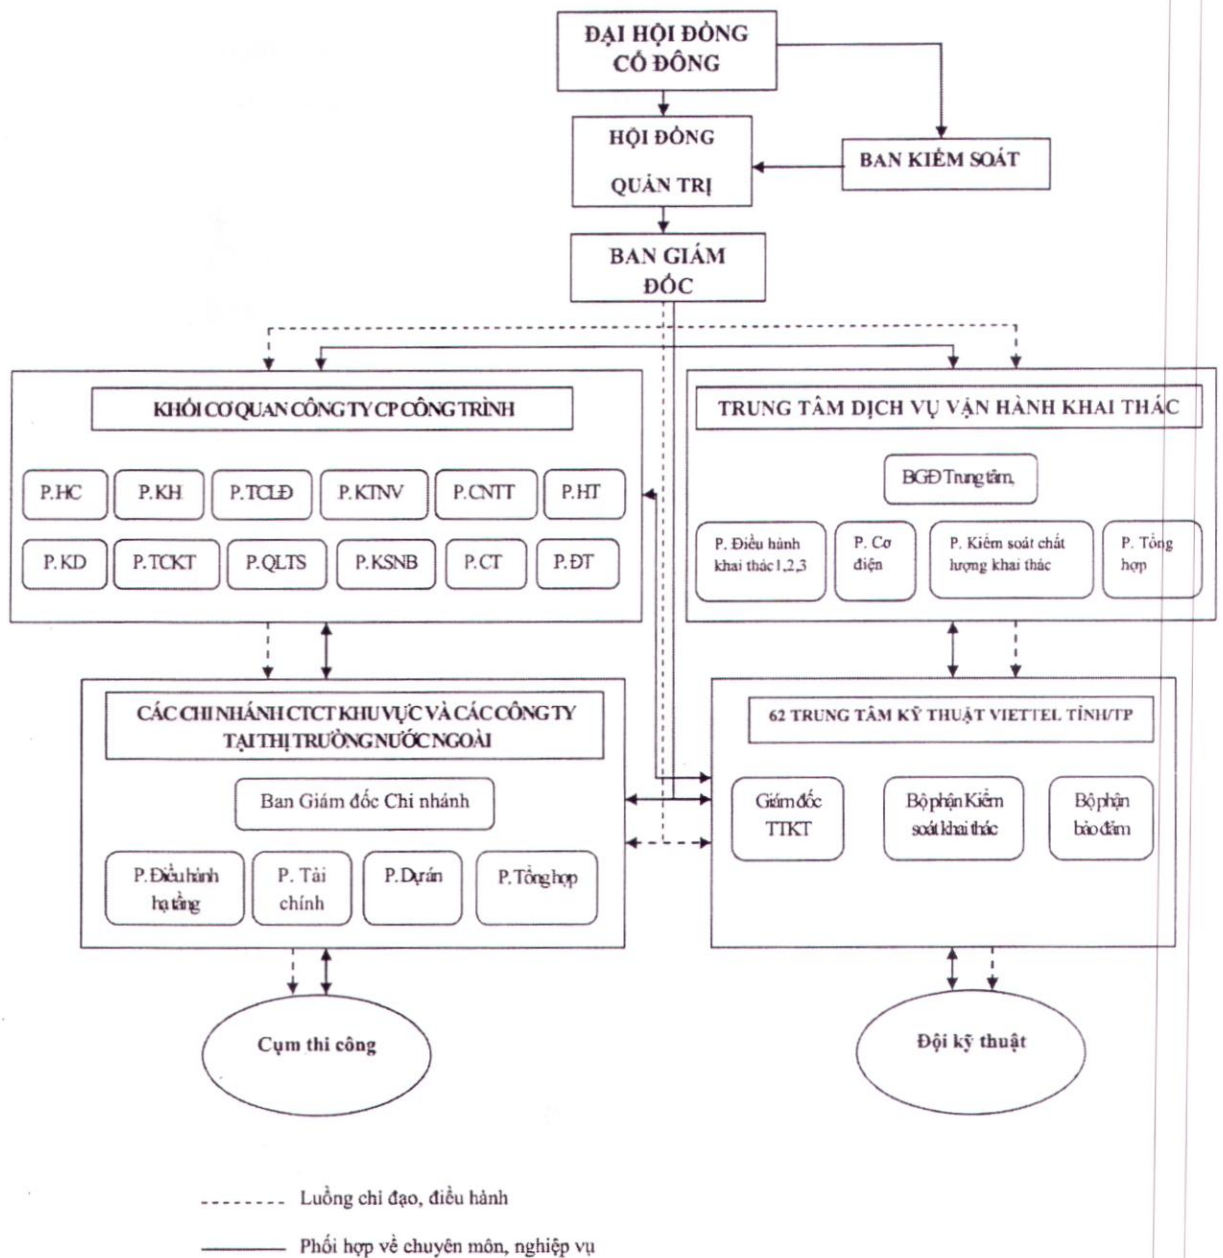 ĐẠI HỘI ĐỒNG
CỔ ĐÔNG
HỘI ĐỒNG
QUẢN TRỊ
BAN KIỂM SOÁT
BAN GIÁM
ĐỐC
KHỐI CƠ QUAN CÔNG TY CP CÔNG TRÌNH
P.HC
P.KH
P.TCLĐ
P.KTNV
P.CNTT
P.HT
P.KD
P.TCKT
P.QLTS
P.KSNB
P.CT
P.ĐT
TRUNG TÂM DỊCH VỤ VẬN HÀNH KHAI THÁC
BGĐ Trung tâm,
P. Điều hành
khai thác 1,2,3
P. Cơ
điện
P. Kiểm soát chất
lượng khai thác
P. Tổng
hợp
CÁC CHI NHÁNH CTCT KHU VỰC VÀ CÁC CÔNG TY
TẠI THỊ TRƯỜNG NƯỚC NGOÀI
Ban Giám đốc Chi nhánh
P. Điều hành
hạ tầng
P. Tài
chính
P. Dự án
P. Tổng hợp
62 TRUNG TÂM KỸ THUẬT VIETTEL TỈNH/TP
Giám đốc
TTKT
Bộ phận Kiểm
soát khai thác
Bộ phận
bảo đảm
Cụm thi công
Đội kỹ thuật
Luồng chỉ đạo, điều hành
Phối hợp về chuyên môn, nghiệp vụ